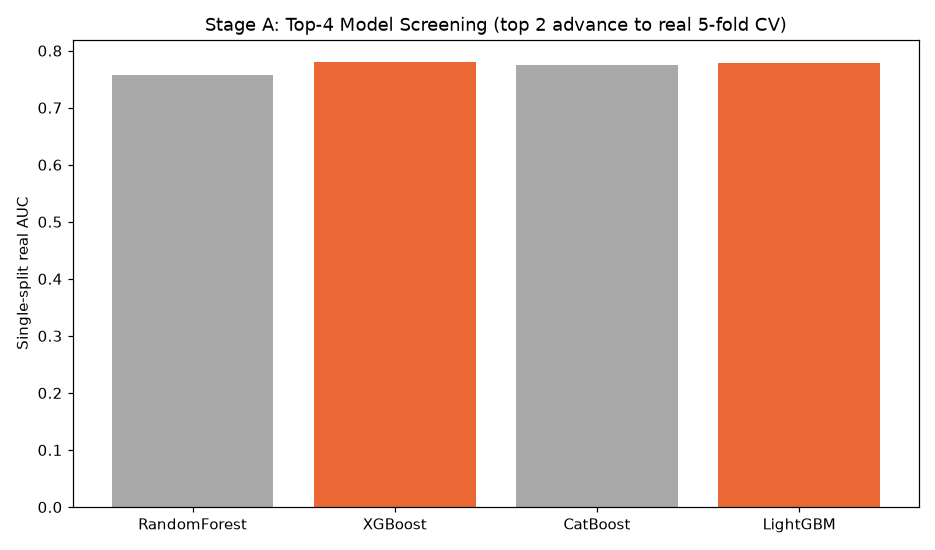 Stage A: Top-4 Model Screening (top 2 advance to real 5-fold CV)
Single-split real AUC
0.8
0.7
0.6
0.5
0.4
0.3
0.2
0.1
0.0
RandomForest
XGBoost
CatBoost
LightGBM